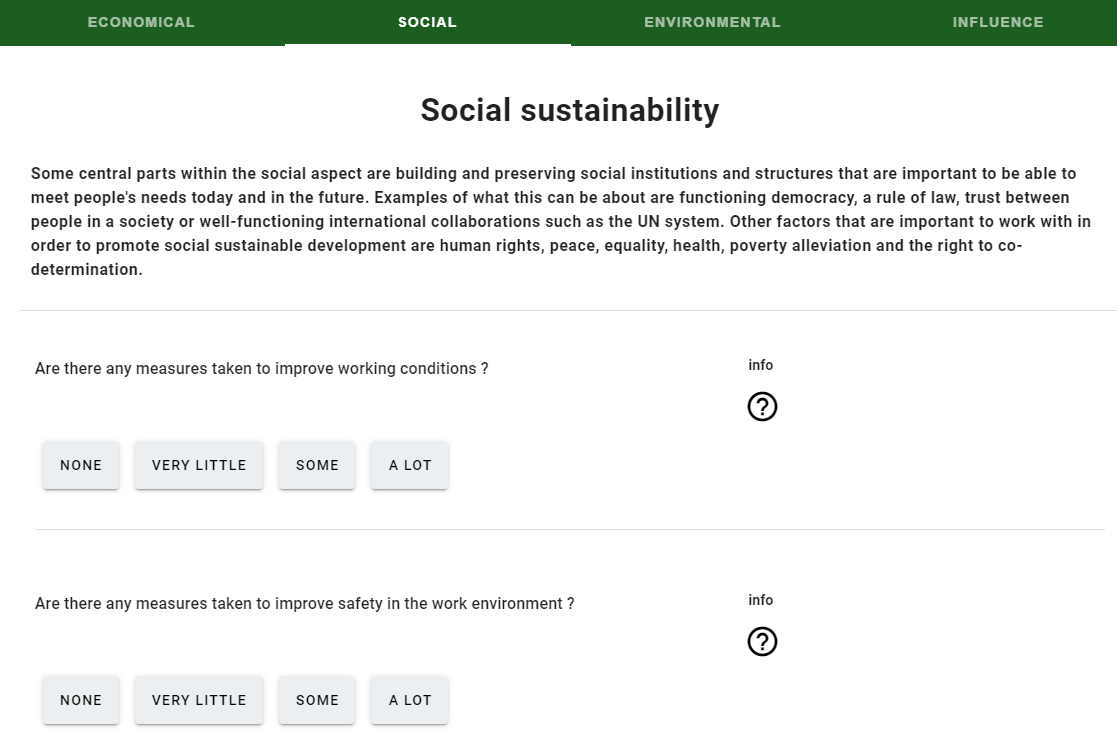 ECONOMICAL SOCIAL ENVIRONMENTAL INFLUENCE
Social sustainability
Some central parts within the social aspect are building and preserving social institutions and structures that are important to be able to
meet people's needs today and in the future. Examples of what this can be about are functioning democracy, a rule of law, trust between
people in a society or well-functioning international collaborations such as the UN system. Other factors that are important to work with in
order to promote social sustainable development are human rights, peace, equality, health, poverty alleviation and the right to co-
determination.
Are there any measures taken to improve working conditions ? info
NONE VERY LITTLE SOME A LOT
Are there any measures taken to improve safety in the work environment ? info
NONE VERY LITTLE SOME A LOT